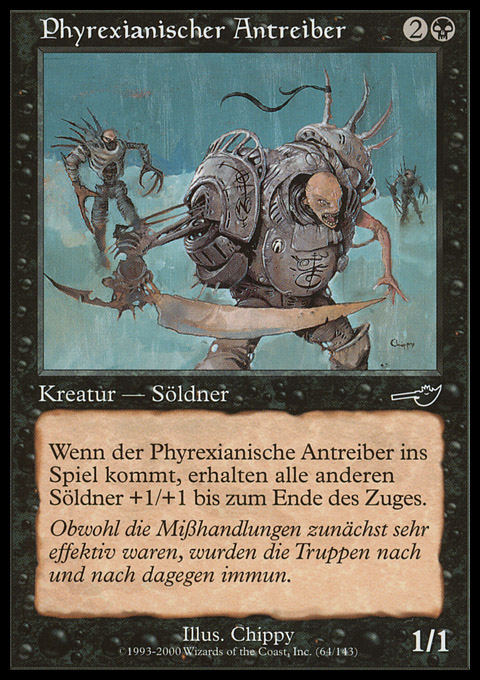 Phyrexianischer Antreiber 2
Chippy
Kreatur — Söldner
Wenn der Phyrexianische Antreiber ins
Spiel kommt, erhalten alle anderen
Söldner +1/+1 bis zum Ende des Zuges.
Obwohl die Mißhandlungen zunächst sehr
effektiv waren, wurden die Truppen nach
und nach dagegen immun.
Illus. Chippy
©1993-2000 Wizards of the Coast, Inc. (64/143)
1/1